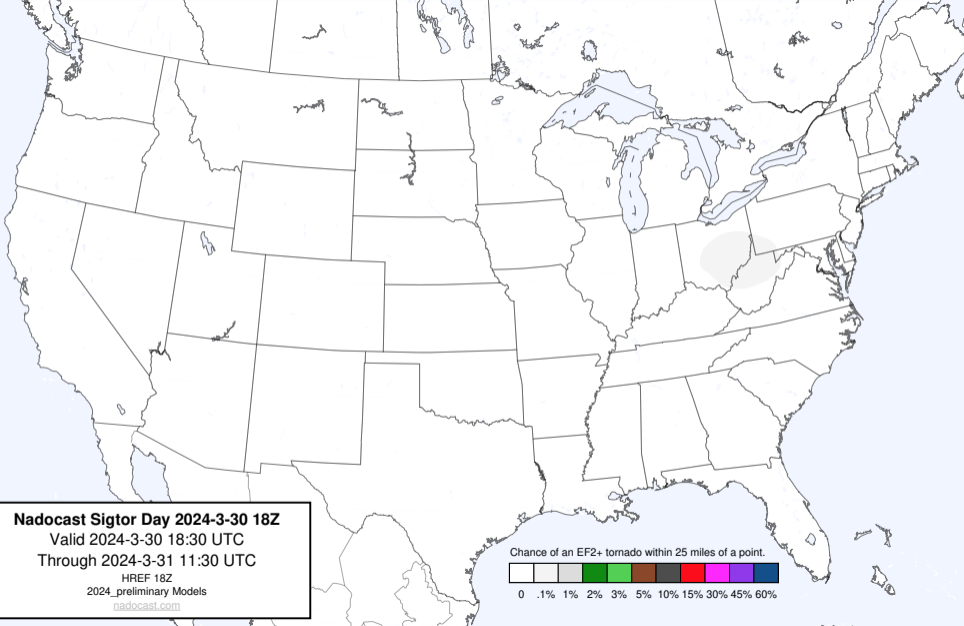 Nadocast Sigtor Day 2024-3-30 18Z
Valid 2024-3-30 18:30 UTC
Through 2024-3-31 11:30 UTC
HREF 18Z
2024_preliminary Models
nadocast.com
Chance of an EF2+ tornado within 25 miles of a point.
0 .1% 1% 2% 3% 5% 10% 15% 30% 45% 60%